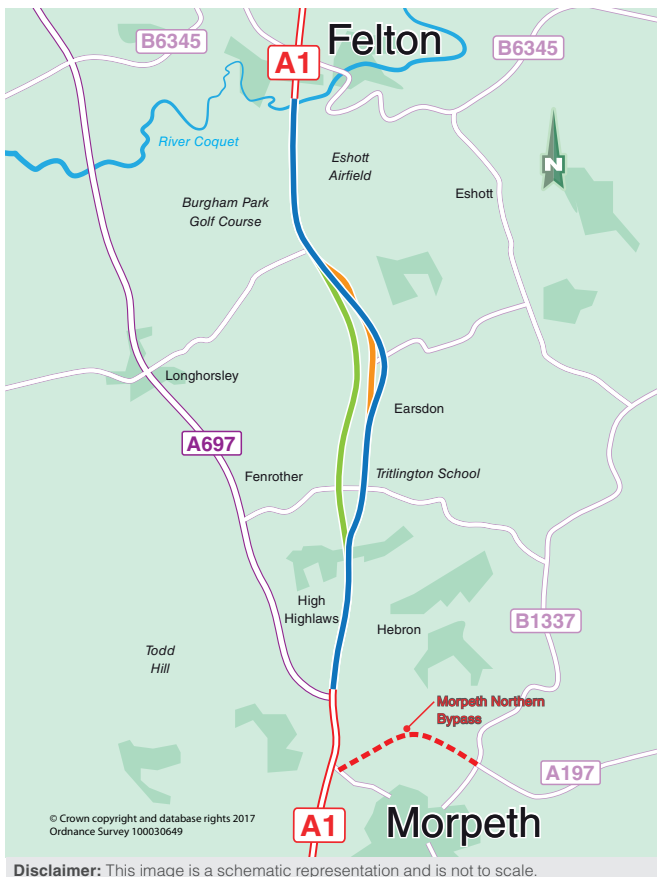 Felton
B6345
B6345
A1
River Coquet
Eshott
Airfield
Eshott
N
Burgham Park
Golf Course
Longhorsley
Earsdon
A697
Fenrother
Tritlington School
High
Highlaws
Hebron
B1337
Todd
Hill
Morpeth Northern
Bypass
A197
© Crown copyright and database rights 2017
Ordnance Survey 100030649
A1
Morpeth
Disclaimer: This image is a schematic representation and is not to scale.